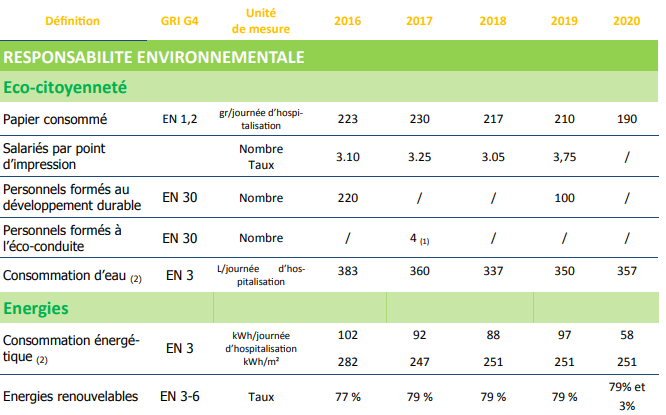 Définition GRI G4 Unité de mesure 2016 2017 2018 2019 2020
RESPONSABILITE ENVIRONNEMENTALE
Eco-citoyenneté
Papier consommé EN 1,2 gr/journée d'hospi-talisation 223 230 217 210 190
Salariés par point d'impression Nombre Taux 3.10 3.25 3.05 3,75 /
Personnels formés au développement durable EN 30 Nombre 220 / / 100 /
Personnels formés à l'éco-conduite EN 30 Nombre / 4 (1) / / /
Consommation d'eau (2) EN 3 L/journée d'hos-pitalisation 383 360 337 350 357
Energies
Consommation énergé-tique (2) EN 3 kWh/journée d'hospitalisation 102 92 88 97 58
kWh/m² 282 247 251 251 251
Energies renouvelables EN 3-6 Taux 77 % 79 % 79 % 79 % 79% et 3%